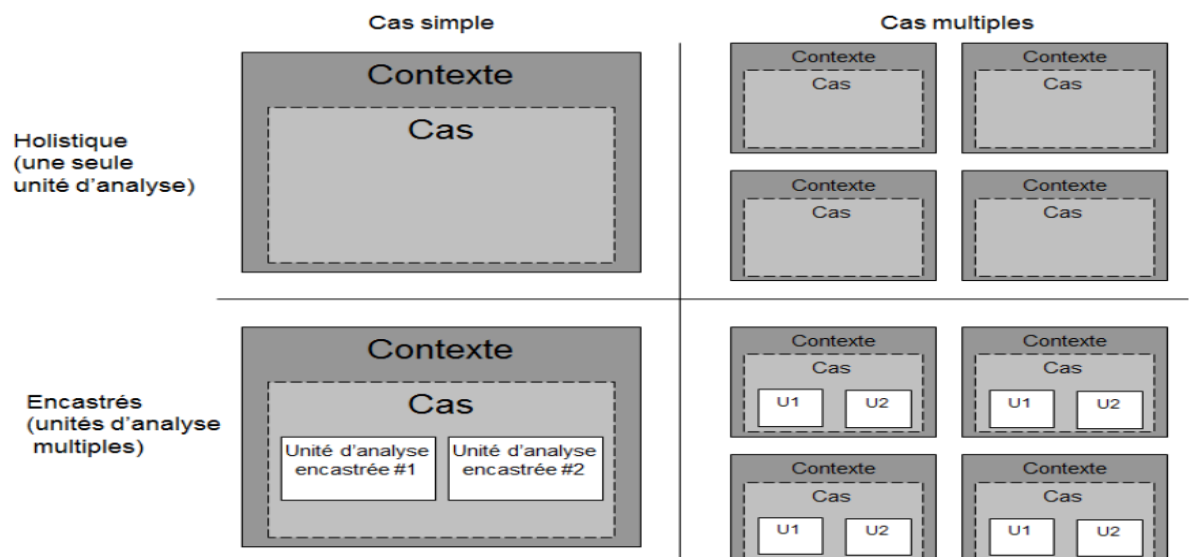 Cas simple
Cas multiples
Holistique
(une seule
unité d'analyse)
Contexte
Cas
Contexte
Cas
Contexte
Cas
Contexte
Cas
Contexte
Cas
Encastrés
(unités d'analyse
multiples)
Contexte
Cas
Unité d'analyse
encastrée #1
Unité d'analyse
encastrée #2
Contexte
Cas
U1
U2
Contexte
Cas
U1
U2
Contexte
Cas
U1
U2
Contexte
Cas
U1
U2